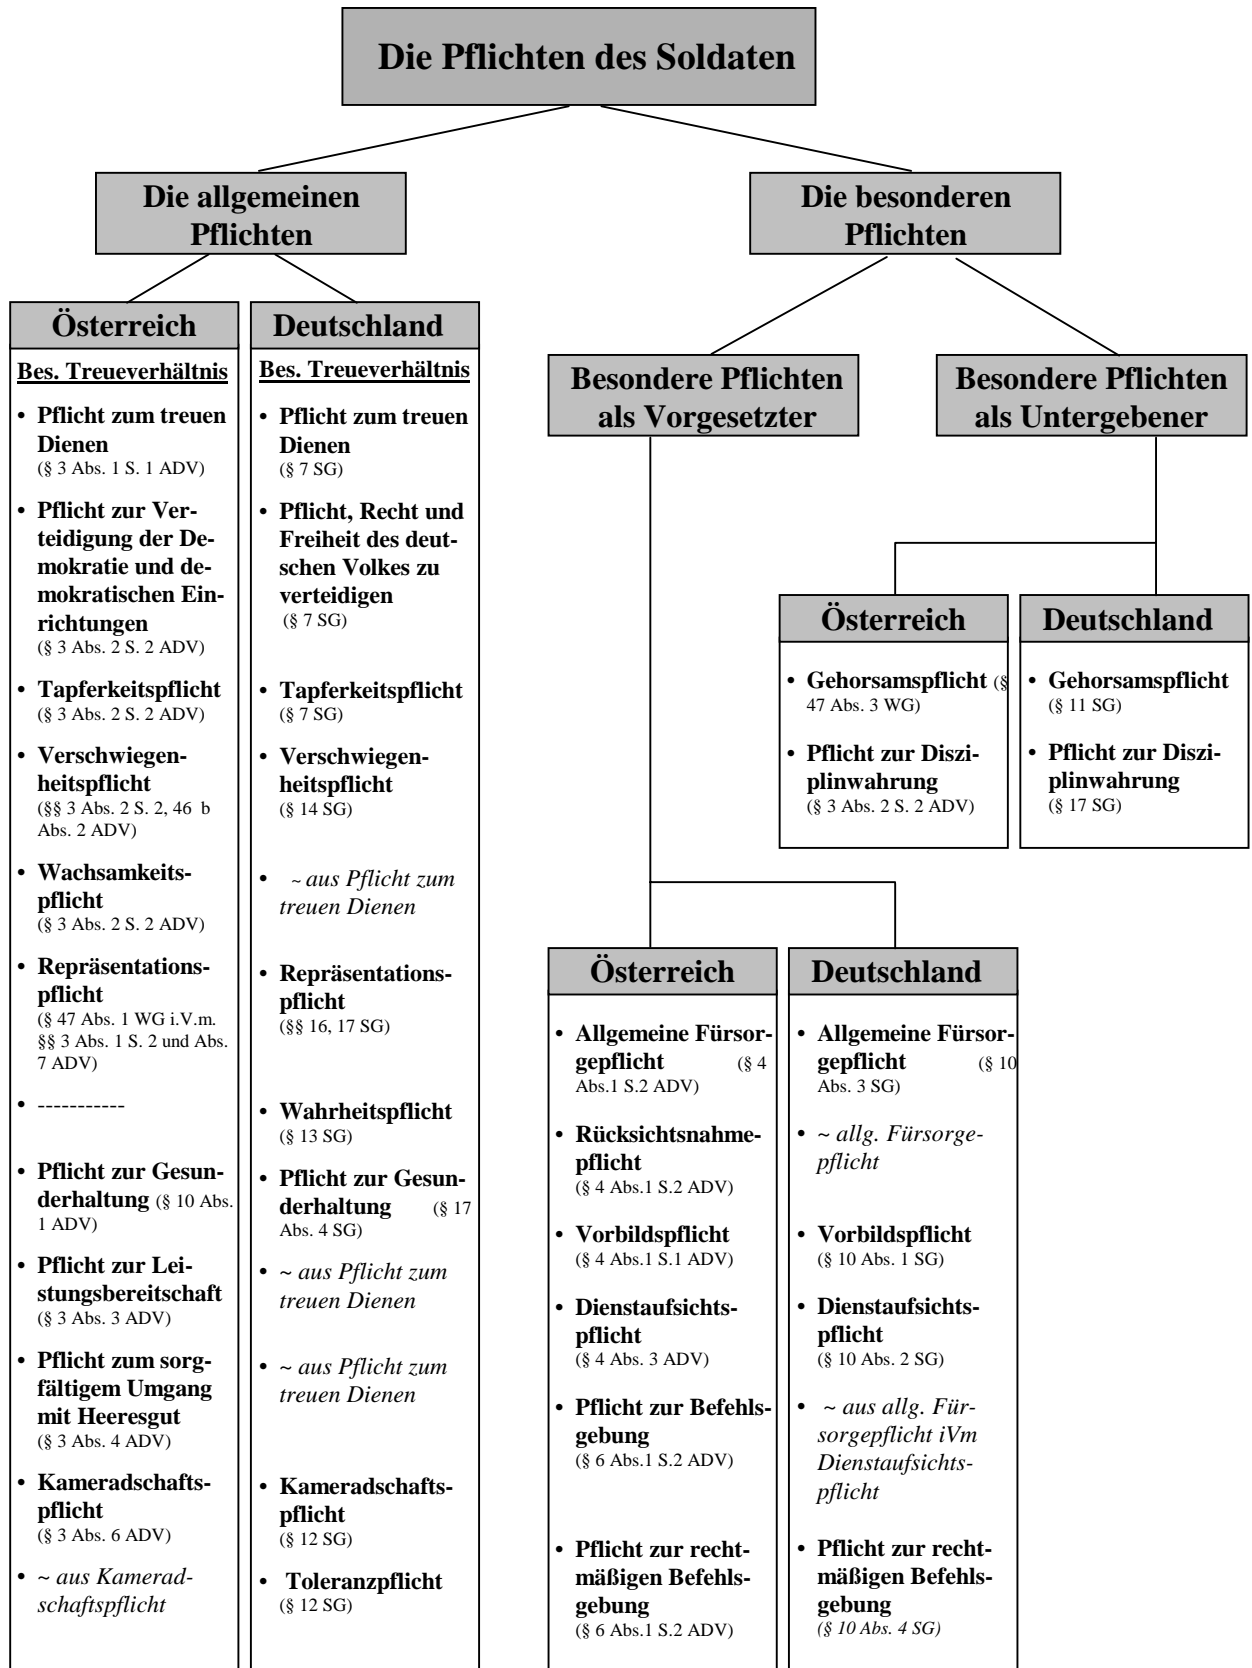 Die Pflichten des Soldaten
Die allgemeinen
Pflichten
Die besonderen
Pflichten
Österreich
Bes. Treueverhältnis
• Pflicht zum treuen
Dienen
(§ 3 Abs. 1 S. 1 ADV)
• Pflicht zur Ver-
teidigung der De-
mokratie und de-
mokratischen Ein-
richtungen
(§ 3 Abs. 2 S. 2 ADV)
• Tapferkeitspflicht
(§ 3 Abs. 2 S. 2 ADV)
• Verschwiegen-
heitspflicht
(§§ 3 Abs. 2 S. 2, 46 b
Abs. 2 ADV)
• Wachsamkeits-
pflicht
(§ 3 Abs. 2 S. 2 ADV)
• Repräsentations-
pflicht
(§ 47 Abs. 1 WG i.V.m.
§§ 3 Abs. 1 S. 2 und Abs.
7 ADV)
• -----------
• Pflicht zur Gesun-
derhaltung (§ 10 Abs.
1 ADV)
• Pflicht zur Lei-
stungsbereitschaft
(§ 3 Abs. 3 ADV)
• Pflicht zum sorg-
fältigem Umgang
mit Heeresgut
(§ 3 Abs. 4 ADV)
• Kameradschafts-
pflicht
(§ 3 Abs. 6 ADV)
• ~ aus Kamerad-
schaftspflicht
Deutschland
Bes. Treueverhältnis
• Pflicht zum treuen
Dienen
(§ 7 SG)
• Pflicht, Recht und
Freiheit des deut-
schen Volkes zu
verteidigen
(§ 7 SG)
• Tapferkeitspflicht
(§ 7 SG)
• Verschwiegen-
heitspflicht
(§ 14 SG)
• ~ aus Pflicht zum
treuen Dienen
• Repräsentations-
pflicht
(§§ 16, 17 SG)
• Wahrheitspflicht
(§ 13 SG)
• Pflicht zur Gesun-
derhaltung (§ 17
Abs. 4 SG)
• ~ aus Pflicht zum
treuen Dienen
• ~ aus Pflicht zum
treuen Dienen
• Kameradschafts-
pflicht
(§ 12 SG)
• Toleranzpflicht
(§ 12 SG)
Besondere Pflichten
als Vorgesetzter
Besondere Pflichten
als Untergebener
Österreich
• Gehorsamspflicht (§
47 Abs. 3 WG)
• Pflicht zur Diszi-
plinwahrung
(§ 3 Abs. 2 S. 2 ADV)
Deutschland
• Gehorsamspflicht
(§ 11 SG)
• Pflicht zur Diszi-
plinwahrung
(§ 17 SG)
Österreich
• Allgemeine Fürsor-
gepflicht (§ 4
Abs.1 S.2 ADV)
• Rücksichtsnahme-
pflicht
(§ 4 Abs.1 S.2 ADV)
• Vorbildspflicht
(§ 4 Abs.1 S.1 ADV)
• Dienstaufsichts-
pflicht
(§ 4 Abs. 3 ADV)
• Pflicht zur Befehls-
gebung
(§ 6 Abs.1 S.2 ADV)
• Pflicht zur recht-
mäßigen Befehls-
gebung
(§ 6 Abs.1 S.2 ADV)
Deutschland
• Allgemeine Fürsor-
gepflicht (§ 10
Abs. 3 SG)
• ~ allg. Fürsorge-
pflicht
• Vorbildspflicht
(§ 10 Abs. 1 SG)
• Dienstaufsichts-
pflicht
(§ 10 Abs. 2 SG)
• ~ aus allg. Für-
sorgepflicht iVm
Dienstaufsichts-
pflicht
• Pflicht zur recht-
mäßigen Befehls-
gebung
(§ 10 Abs. 4 SG)